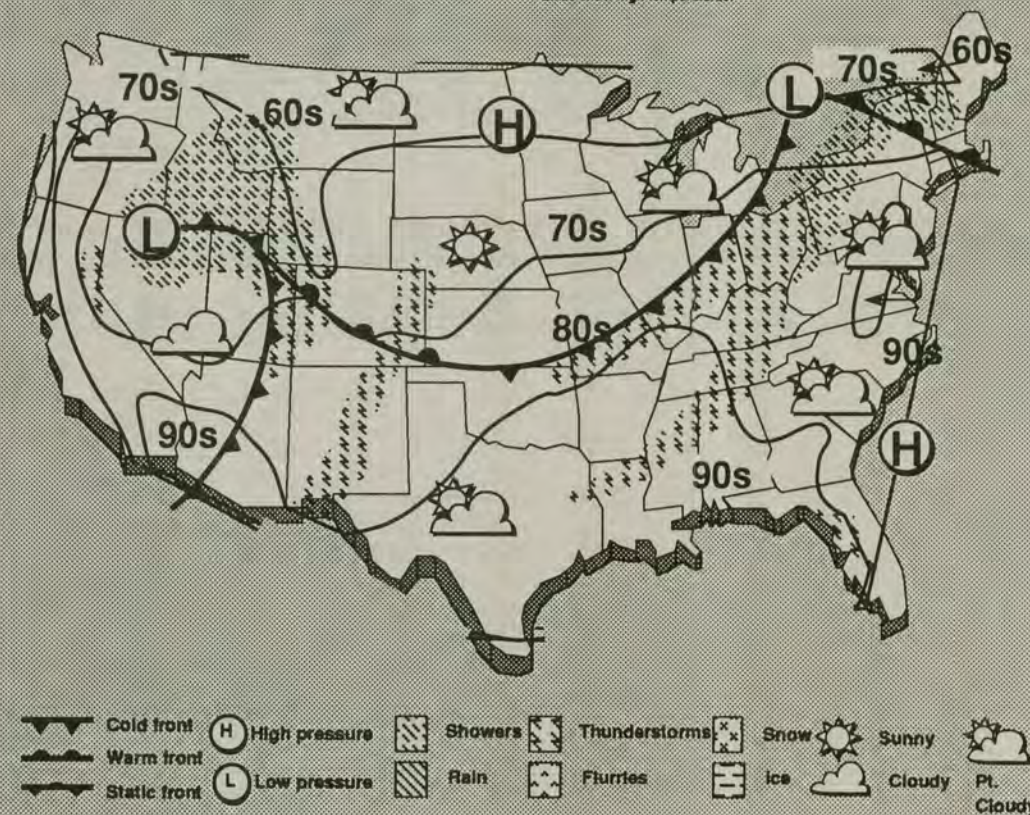 70s
60s
70s
60s
H
L
L
70s
80s
90s
90s
90s
H
Cold front
H High pressure
Showers
Thunderstorms
Snow
Sunny
Warm front
Static front
L Low pressure
Rain
Flurries
Ice
Cloudy
Pt.
Cloudy